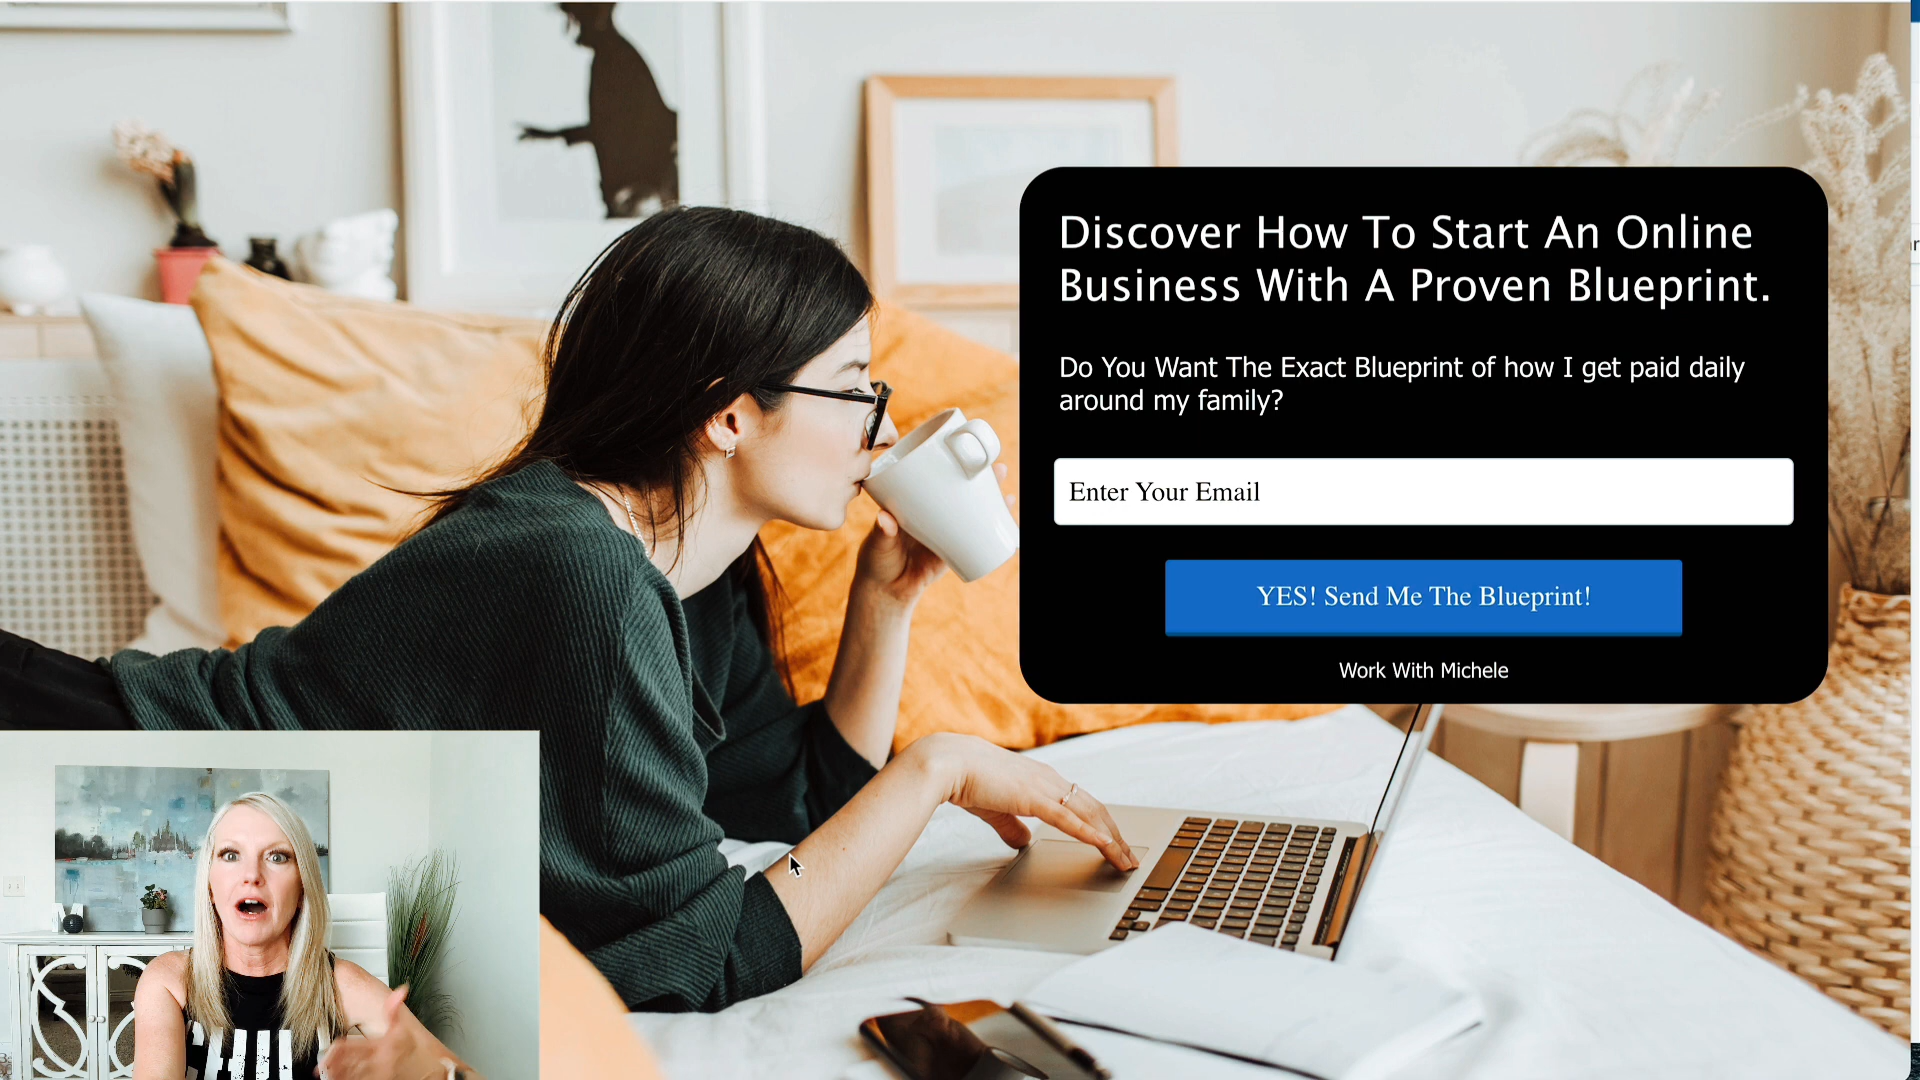 Discover How To Start An Online
Business With A Proven Blueprint.
Do You Want The Exact Blueprint of how I get paid daily
around my family?
Enter Your Email
YES! Send Me The Blueprint!
Work With Michele